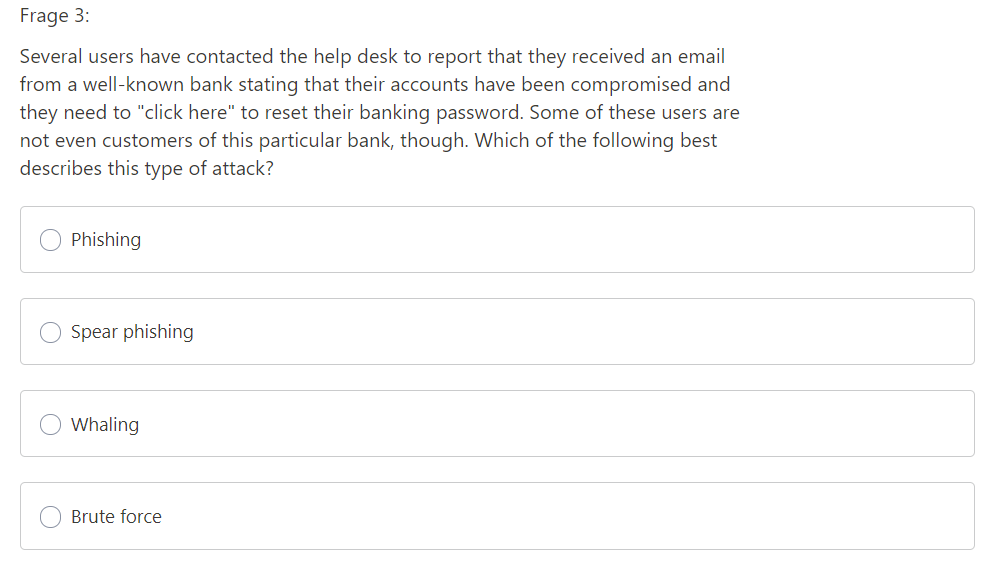 Frage 3:
Several users have contacted the help desk to report that they received an email
from a well-known bank stating that their accounts have been compromised and
they need to "click here" to reset their banking password. Some of these users are
not even customers of this particular bank, though. Which of the following best
describes this type of attack?
Phishing
Spear phishing
Whaling
Brute force